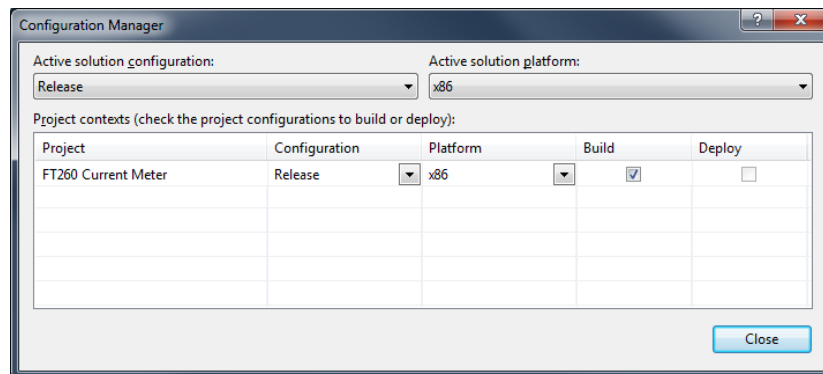 Configuration Manager
?
X
Active solution configuration: Active solution platform:
Release x86
Project contexts (check the project configurations to build or deploy):
Project Configuration Platform Build Deploy
FT260 Current Meter Release x86
Close